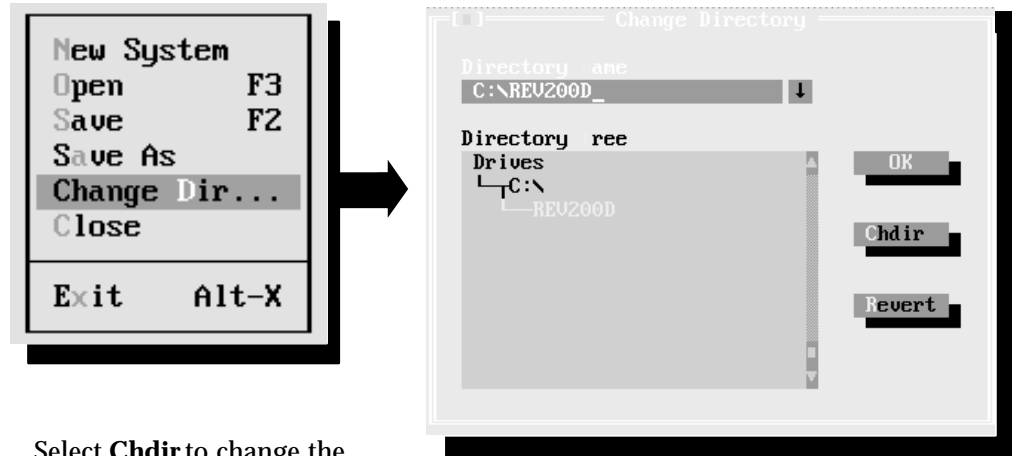 New System
Open F3
Save F2
Save As
Change Dir...
Close
Exit Alt-X
Change Directory
Directory ame
C:\REV200D_
Directory ree
Drives
C:\
REV200D
OK
Chdir
Revert
Select Chdir to change the